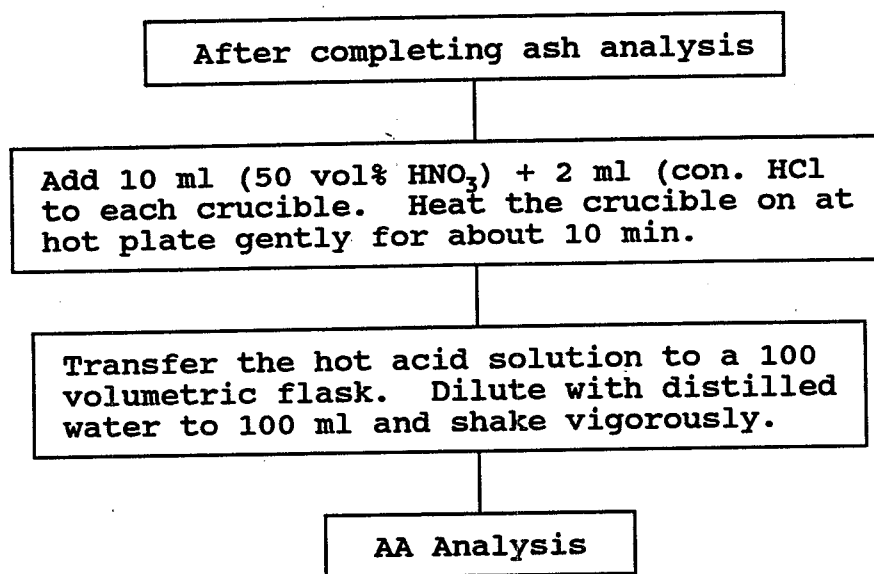 After completing ash analysis
Add 10 ml (50 vol% HNO₃) + 2 ml (con. HCl
to each crucible. Heat the crucible on at
hot plate gently for about 10 min.
Transfer the hot acid solution to a 100
volumetric flask. Dilute with distilled
water to 100 ml and shake vigorously.
AA Analysis